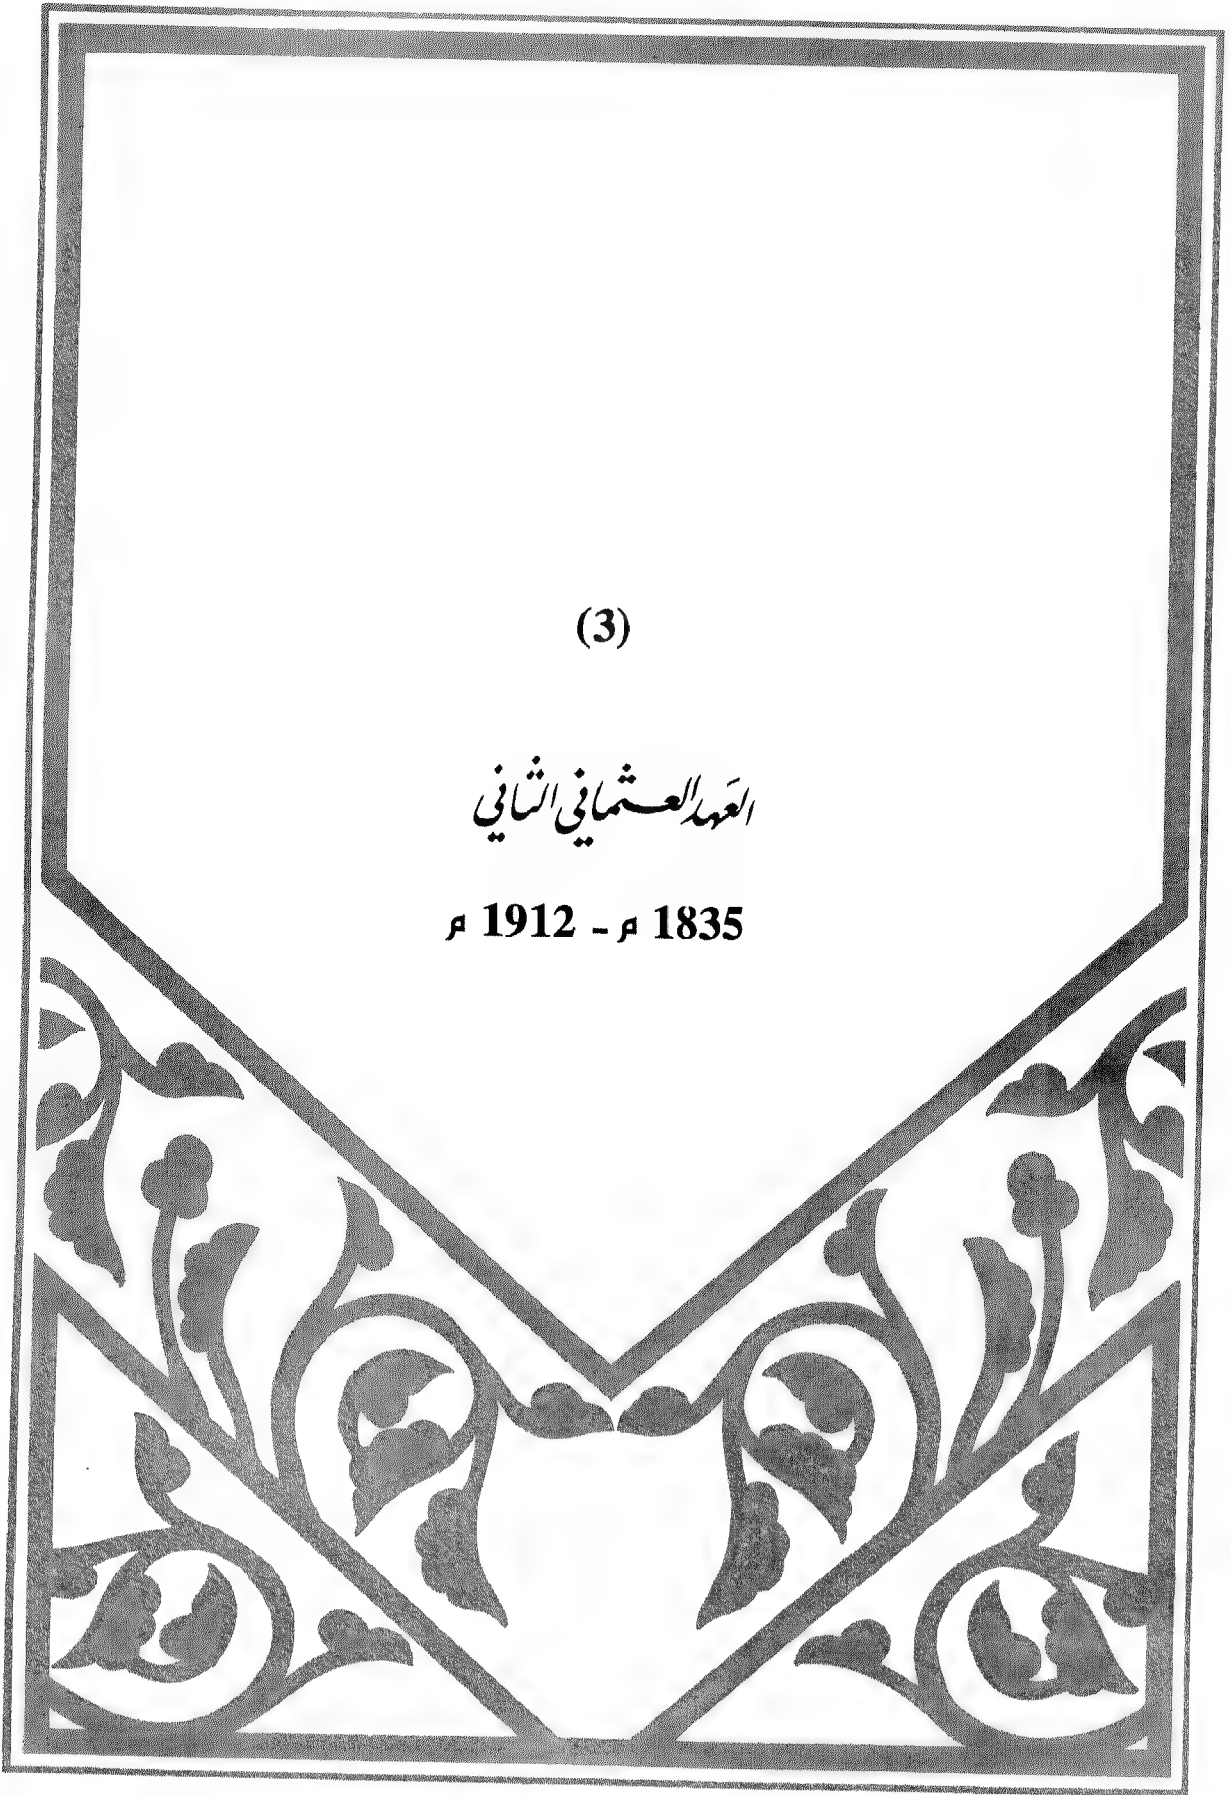 (3)
العهد العثماني الثاني
1835 م - 1912 م